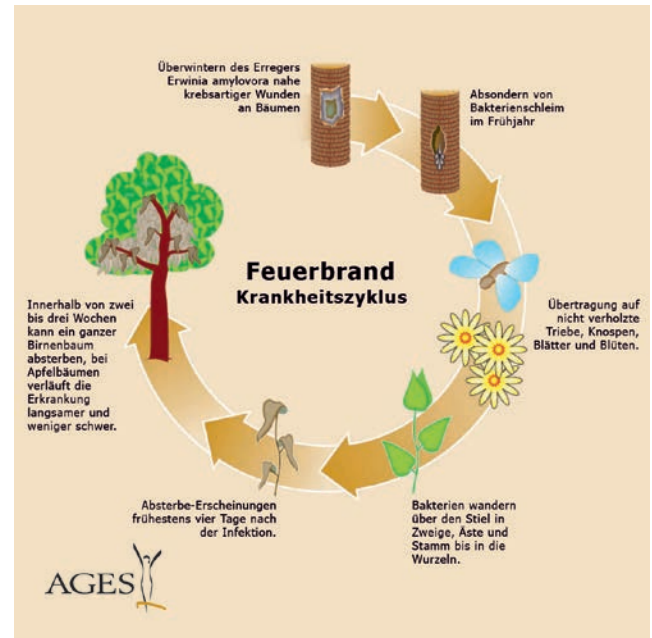 Überwintern des Erregers
Erwinia amylovora nahe
krebsartiger Wunden
an Bäumen
Absondern von
Bakterienschleim
im Frühjahr
Feuerbrand
Krankheitszyklus
Übertragung auf
nicht verholzte
Triebe, Knospen,
Blätter und Blüten.
Bakterien wandern
über den Stiel in
Zweige, Äste und
Stamm bis in die
Wurzeln.
Absterbe-Erscheinungen
frühestens vier Tage nach
der Infektion.
Innerhalb von zwei
bis drei Wochen
kann ein ganzer
Birnenbaum
absterben, bei
Apfelbäumen
verläuft die
Erkrankung
langsamer und
weniger schwer.
AGES